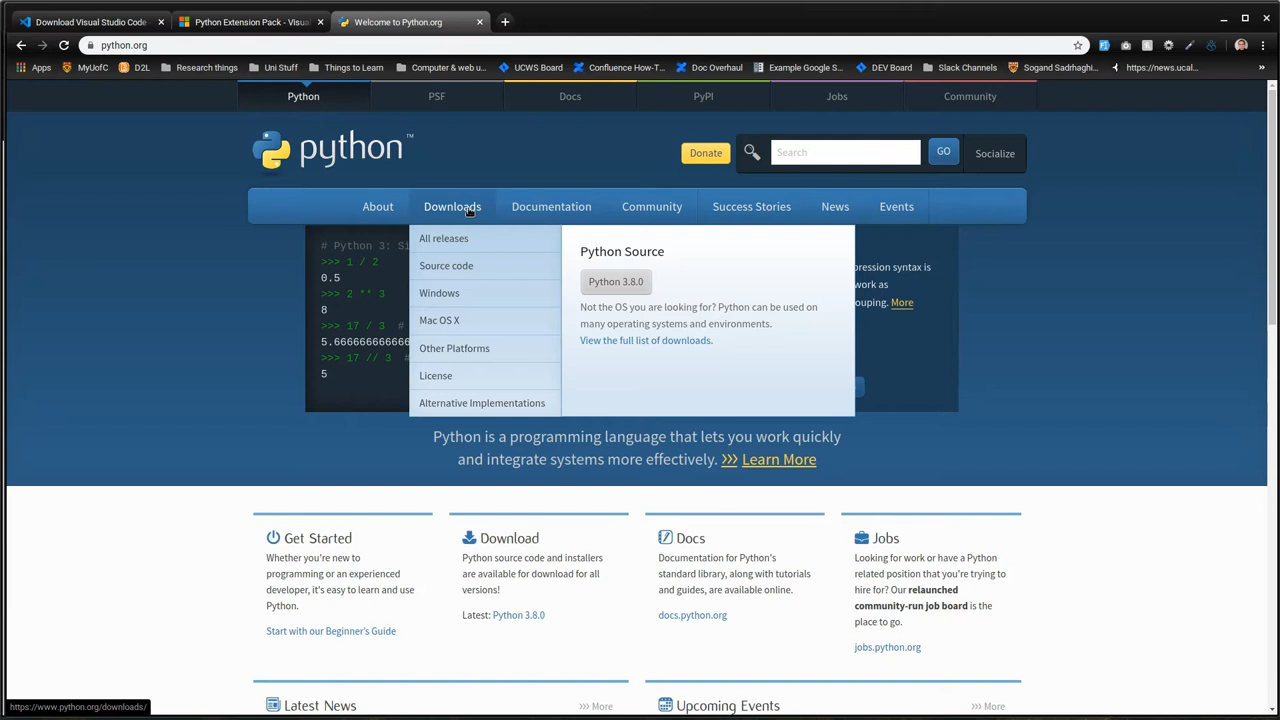 Download Visual Studio Code
Python Extension Pack - Visual
Welcome to Python.org
python.org
Apps
MyUofC
D2L
Research things
Uni Stuff
Things to Learn
Computer & web u...
UCWS Board
Confluence How-T...
Doc Overhaul
Example Google S...
DEV Board
Slack Channels
Sogand Sadrhaghi...
https://news.ucal...
»
Python
PSF
Docs
PyPI
Jobs
Community
python™
Donate
Search
GO
Socialize
About
Downloads
Documentation
Community
Success Stories
News
Events
# Python 3: Si
>>> 1 / 2
0.5
>>> 2 ** 3
8
>>> 17 / 3 #
5.66666666666
>>> 17 // 3 #
5
All releases
Source code
Windows
Mac OS X
Other Platforms
License
Alternative Implementations
Python Source
Python 3.8.0
Not the OS you are looking for? Python can be used on
many operating systems and environments.
View the full list of downloads.
pression syntax is
work as
ouping. More
Python is a programming language that lets you work quickly
and integrate systems more effectively. >>> Learn More
Get Started
Whether you're new to
programming or an experienced
developer, it's easy to learn and use
Python.
Start with our Beginner's Guide
Download
Python source code and installers
are available for download for all
versions!
Latest: Python 3.8.0
Docs
Documentation for Python's
standard library, along with tutorials
and guides, are available online.
docs.python.org
Jobs
Looking for work or have a Python
related position that you're trying to
hire for? Our relaunched
community-run job board is the
place to go.
jobs.python.org
Latest News
>>> More
Upcoming Events
>>> More
https://www.python.org/downloads/